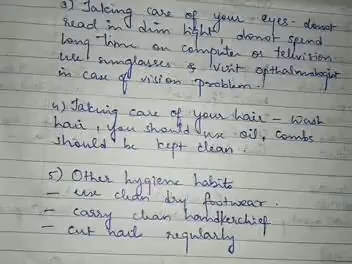 3) Taking care of your eyes - donot
read in dim light, donot spend
long time on computer or television.
use sunglasses & visit opthalmologist
in case of vision problem.
4) Taking care of your hair - wash
hair, you should use oil, combs
should be kept clean.
5) Other hygiene habits
- use clean dry footwear.
- carry clean handkerchief
- cut nails regularly